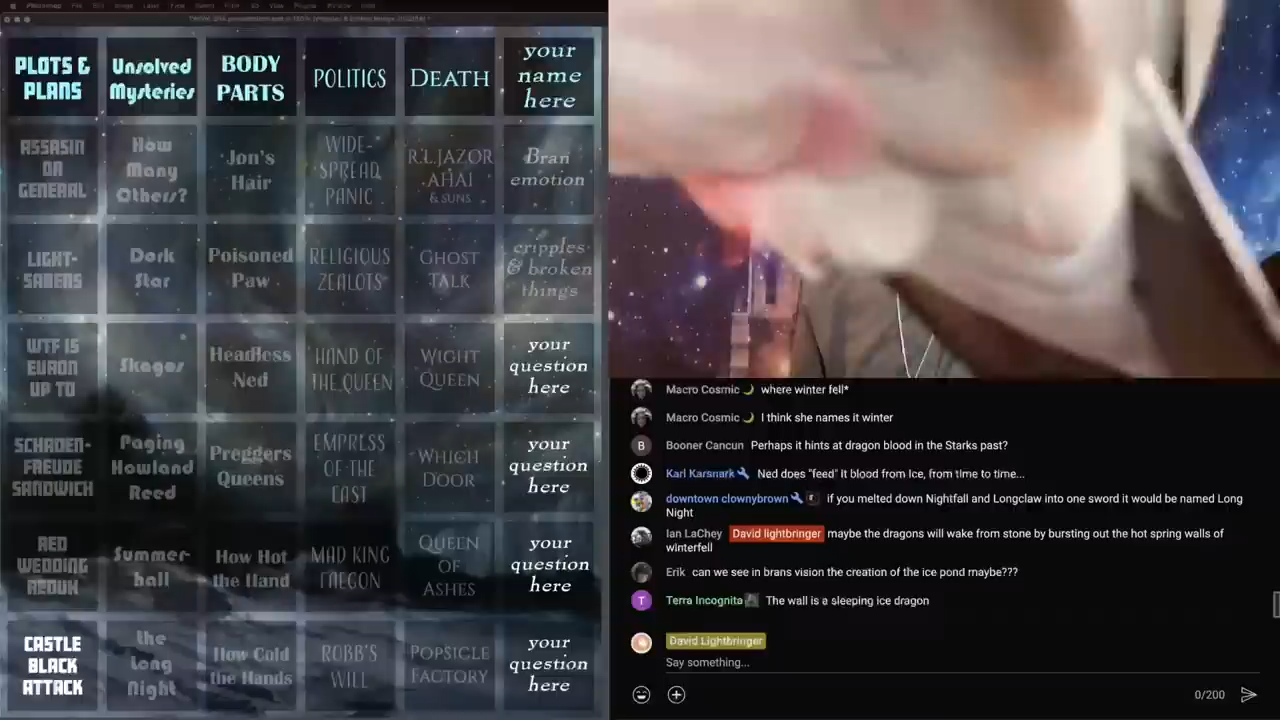 PLOTS &
PLANS
Unsolved
Mysteries
BODY
PARTS
POLITICS
DEATH
your
name
here
ASSASIN
ON
GENERAL
How
Many
Others?
Jon's
Hair
WIDE-
SPREAD
PANIC
R.L.JAZOR
AHAI
& SUNS
Bran
emotion
LIGHT-
SABENS
Dark
Star
Poisoned
Paw
RELIGIOUS
ZEALOTS
GHOST
TALK
cripples
& broken
things
WTF IS
EURON
UP TO
Skagos
Headless
Ned
HAND OF
THE QUEEN
WIGHT
QUEEN
your
question
here
SCHADEN-
FREUDE
SANDWICH
Paging
Howland
Reed
Preggers
Queens
EMPRESS
OF THE
EAST
WHICH
DOOR
your
question
here
RED
WEDDING
REDUX
Summer-
hall
How Hot
the Hand
MAD KING
FAEGON
QUEEN
OF
ASHES
your
question
here
CASTLE
BLACK
ATTACK
the
Long
Night
How Cold
the Hands
ROBB'S
WILL
POPSICLE
FACTORY
your
question
here
Macro Cosmic 🌙 where winter fell*
Macro Cosmic 🌙 I think she names it winter
B Booner Cancun Perhaps it hints at dragon blood in the Starks past?
Karl Karsnark Ned does "feed" it blood from Ice, from time to time...
downtown clownybrown if you melted down Nightfall and Longclaw into one sword it would be named Long
Night
Ian LaChey David lightbringer maybe the dragons will wake from stone by bursting out the hot spring walls of
winterfell
Erik can we see in brans vision the creation of the ice pond maybe???
T Terra Incognita The wall is a sleeping ice dragon
David Lightbringer
Say something...
0/200